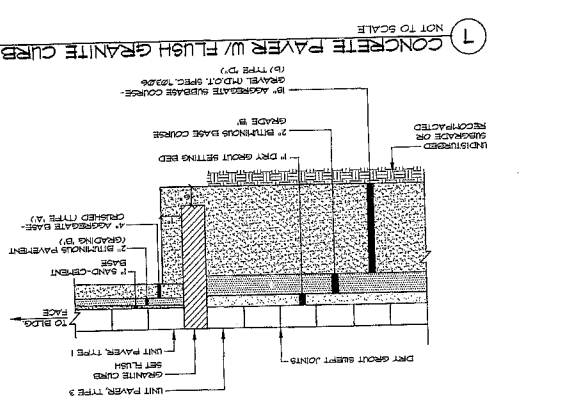 UNIT PAVER, TYPE 3
GRANITE CURB
SET FLUSH
UNIT PAVER, TYPE 1
DRY GROUT SWEPT JOINTS
TO BLDG.
FACE
1" SAND-CEMENT
BASE
2" BITUMINOUS PAVEMENT
(GRADING 'B')
4" AGGREGATE BASE-
CRUSHED (TYPE 'A')
6"
UNDISTURBED
SUBGRADE OR
RECOMPACTED
1" DRY GROUT SETTING BED
2" BITUMINOUS BASE COURSE
GRADE 'B'
18" AGGREGATE SUBBASE COURSE-
GRAVEL (M.D.O.T. SPEC. 703.06
(b) TYPE "D")
1
CONCRETE PAVER W/ FLUSH GRANITE CURB
NOT TO SCALE